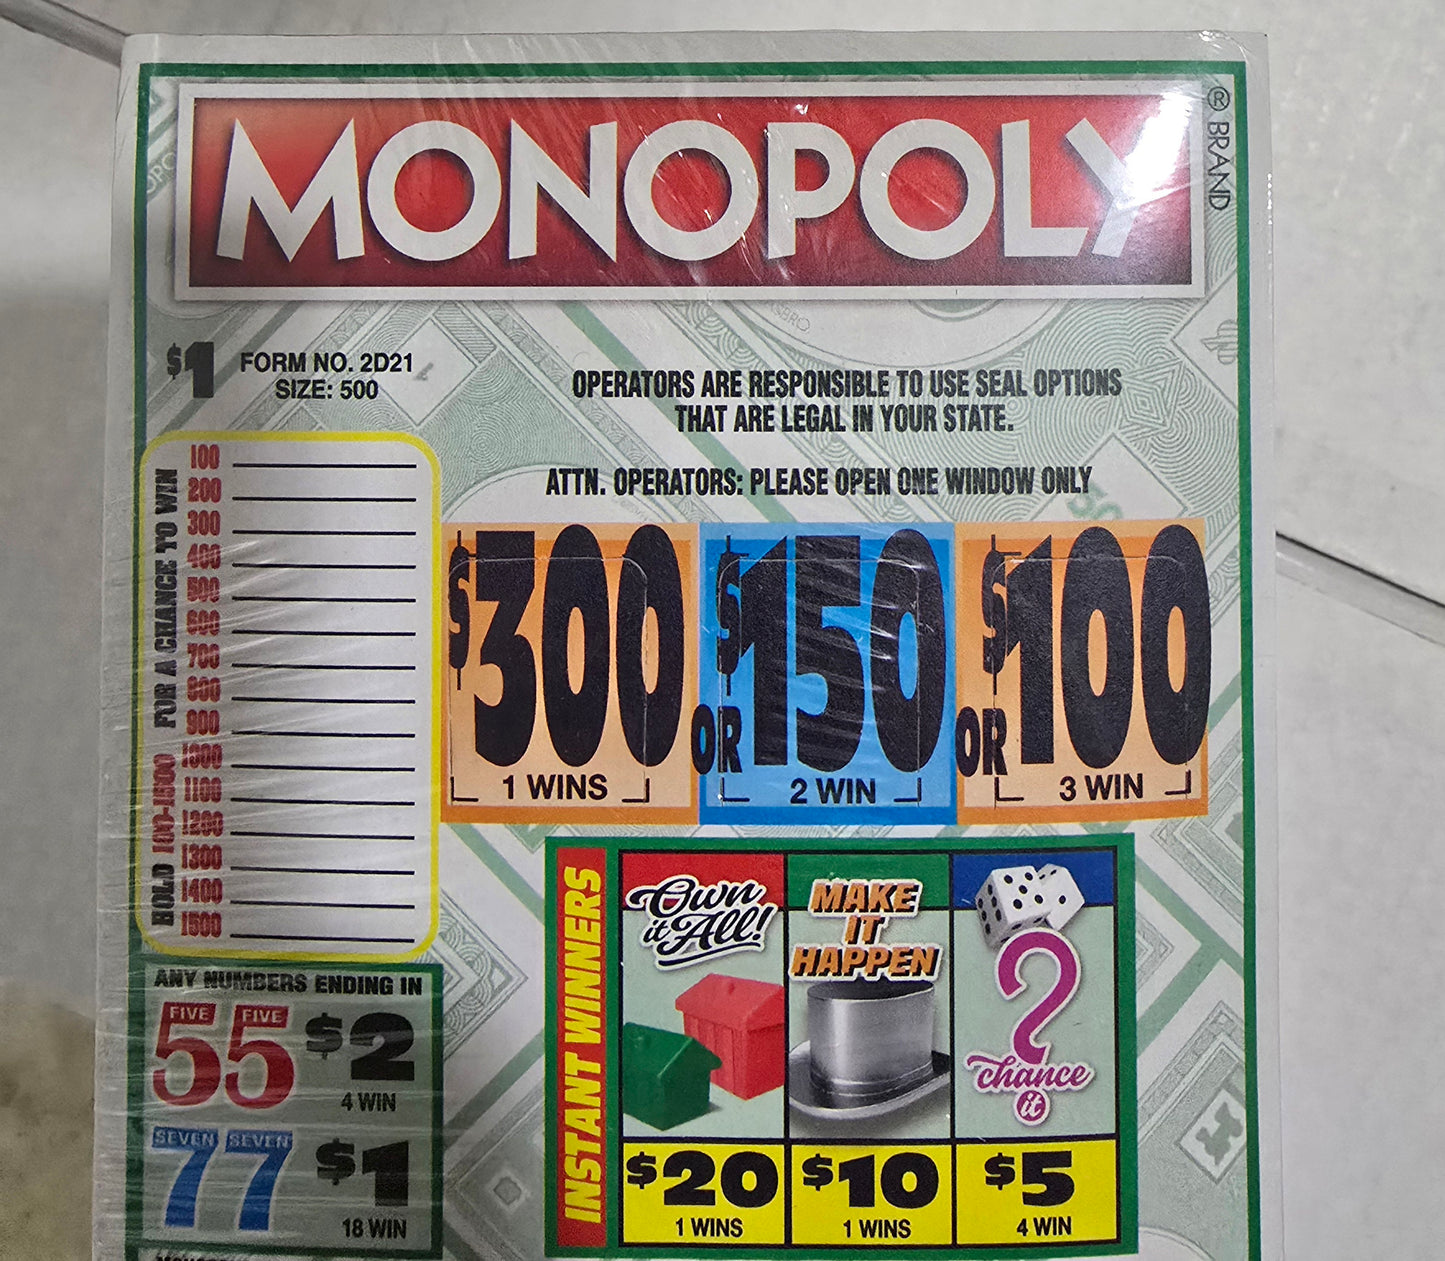 MONOPOLY
® BRAND
$1
FORM NO. 2D21
SIZE: 500
OPERATORS ARE RESPONSIBLE TO USE SEAL OPTIONS
THAT ARE LEGAL IN YOUR STATE.
ATTN. OPERATORS: PLEASE OPEN ONE WINDOW ONLY
HOLD 100-1500 FOR A CHANCE TO WIN
100
200
300
400
500
600
700
800
900
1000
1100
1200
1300
1400
1500
$300
1 WINS
OR
$150
2 WIN
OR
$100
3 WIN
ANY NUMBERS ENDING IN
FIVE FIVE
55 $2
4 WIN
SEVEN SEVEN
77 $1
18 WIN
INSTANT WINNERS
Own
it All!
$20
1 WINS
MAKE
IT
HAPPEN
$10
1 WINS
?
chance
it
$5
4 WIN